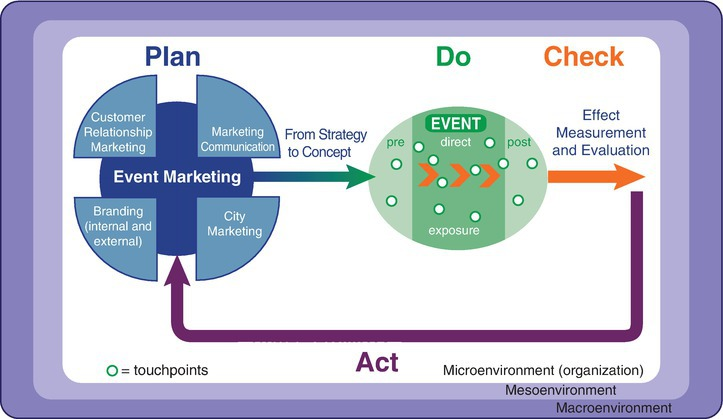 Plan
Do
Check
Customer
Relationship
Marketing
Marketing
Communication
Event Marketing
Branding
(internal and
external)
City
Marketing
From Strategy
to Concept
EVENT
pre
direct
post
exposure
Effect
Measurement
and Evaluation
Act
= touchpoints
Microenvironment (organization)
Mesoenvironment
Macroenvironment